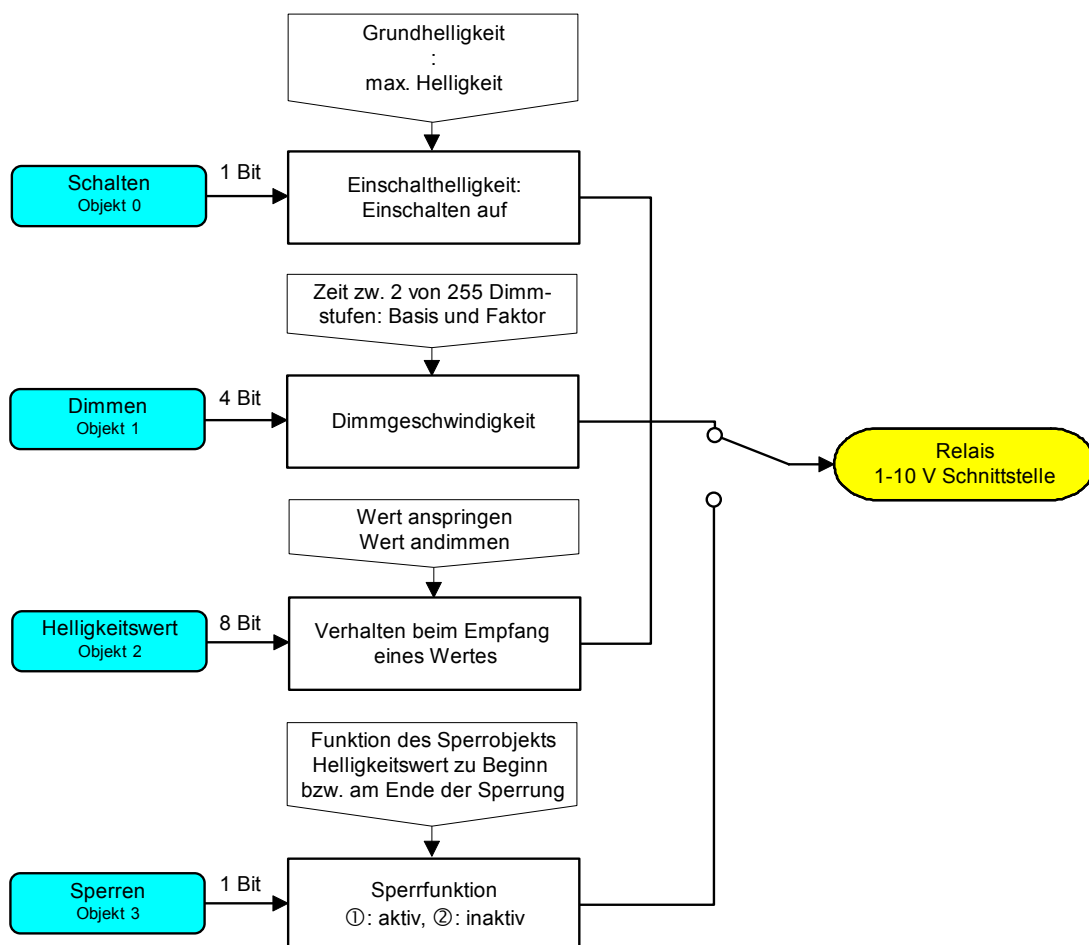 Grundhelligkeit
:
max. Helligkeit
Schalten
Objekt 0
1 Bit
Einschalthelligkeit:
Einschalten auf
Zeit zw. 2 von 255 Dimm-
stufen: Basis und Faktor
Dimmen
Objekt 1
4 Bit
Dimmgeschwindigkeit
Relais
1-10 V Schnittstelle
Wert anspringen
Wert andimmen
Helligkeitswert
Objekt 2
8 Bit
Verhalten beim Empfang
eines Wertes
Funktion des Sperrobjekts
Helligkeitswert zu Beginn
bzw. am Ende der Sperrung
Sperren
Objekt 3
1 Bit
Sperrfunktion
①: aktiv, ②: inaktiv